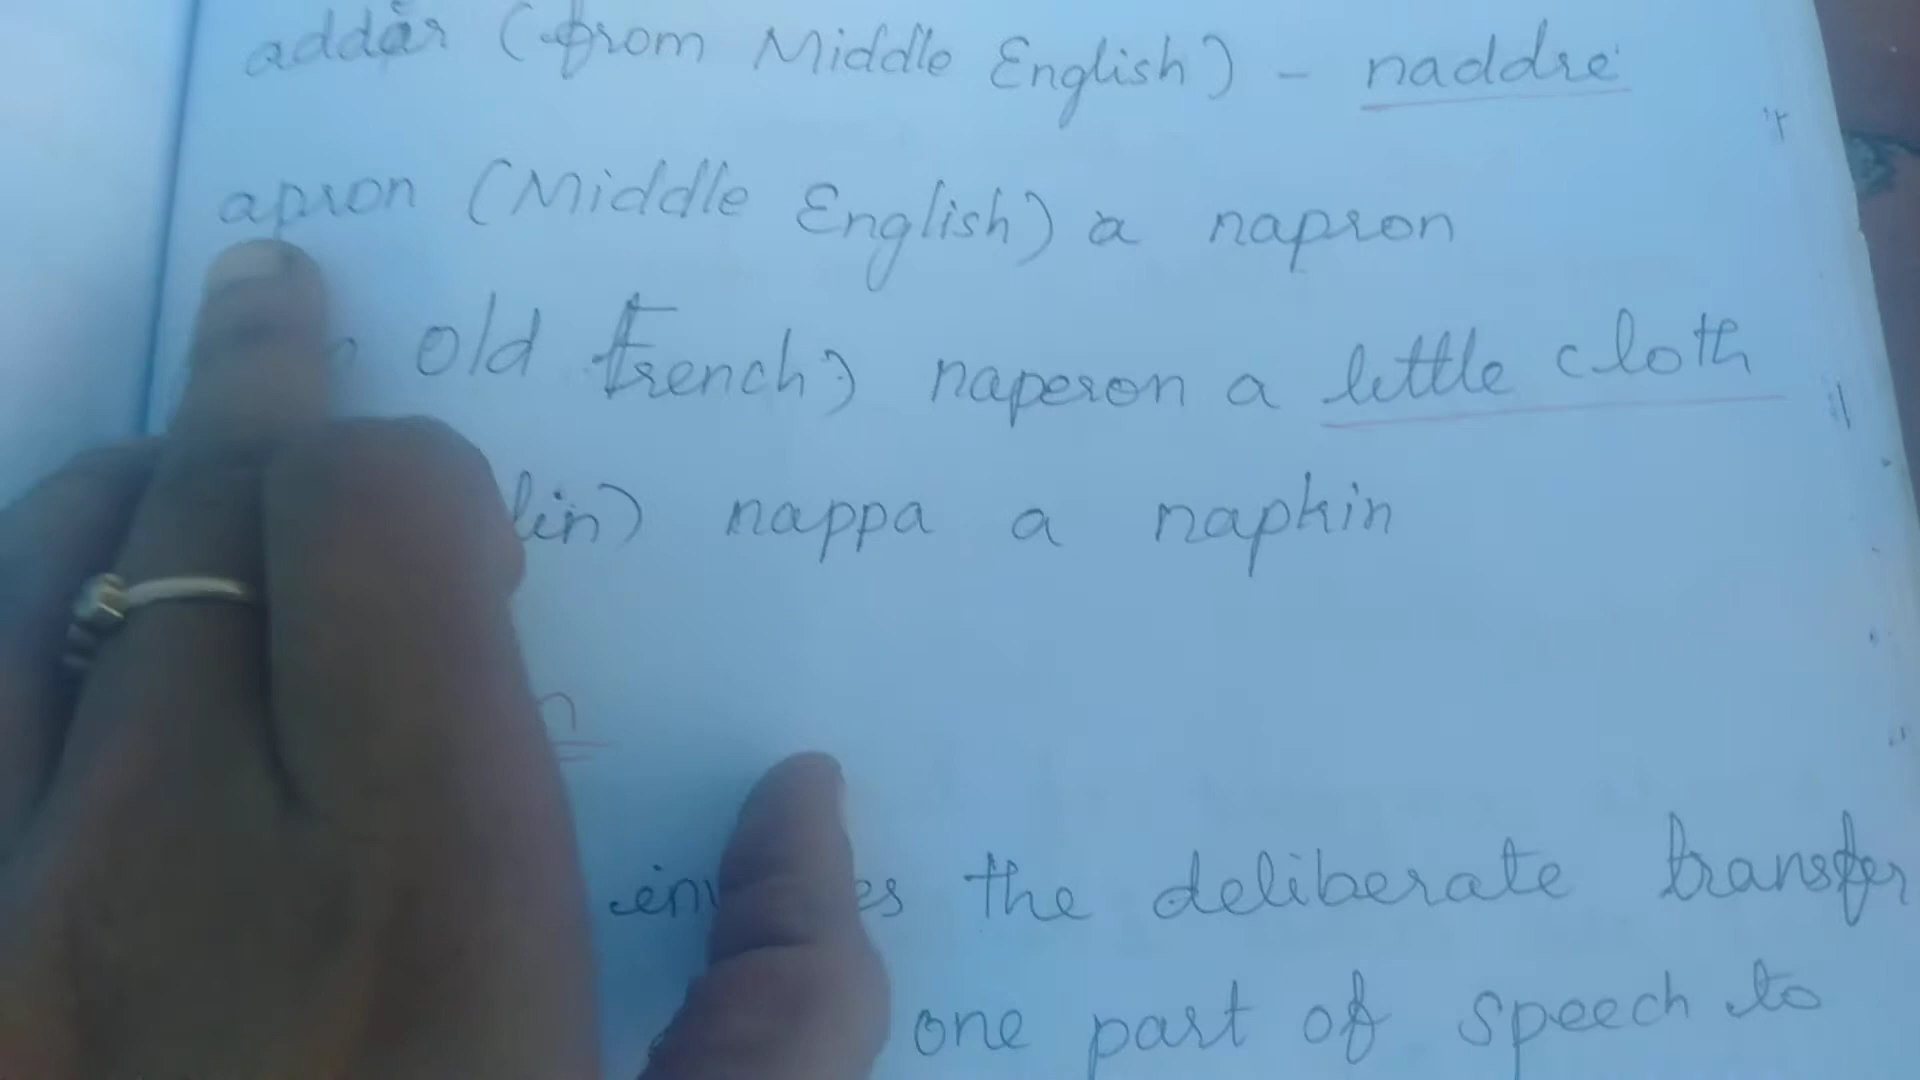 addar (from Middle English) - naddre
apron (Middle English) a napron
old French) naperon a little cloth
lin) nappa a napkin
n
the deliberate transfer
one part of speech to